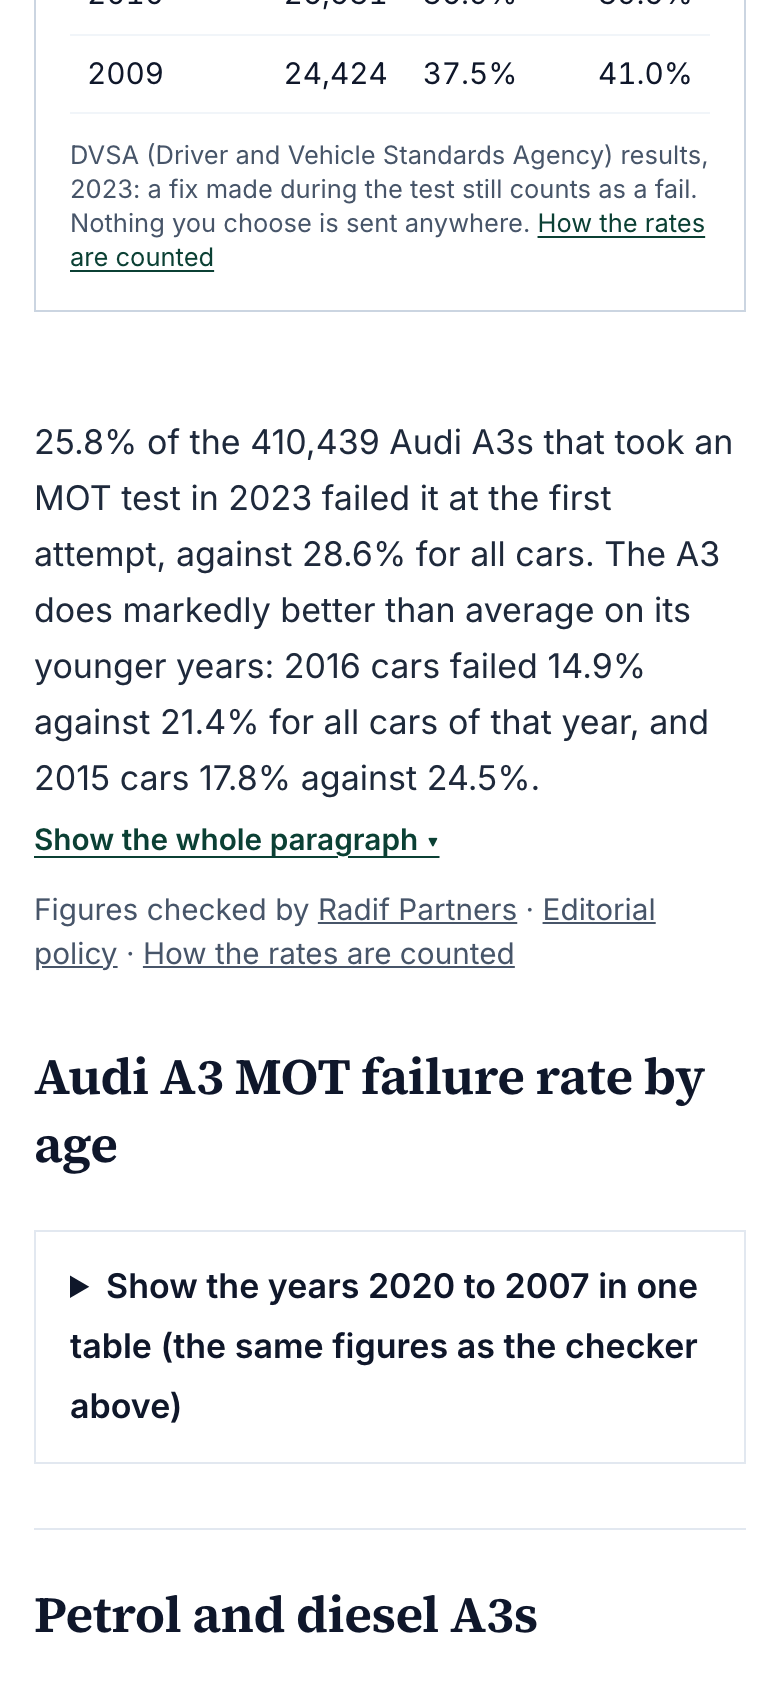 2009 24,424 37.5% 41.0%
DVSA (Driver and Vehicle Standards Agency) results,
2023: a fix made during the test still counts as a fail.
Nothing you choose is sent anywhere. How the rates
are counted
25.8% of the 410,439 Audi A3s that took an
MOT test in 2023 failed it at the first
attempt, against 28.6% for all cars. The A3
does markedly better than average on its
younger years: 2016 cars failed 14.9%
against 21.4% for all cars of that year, and
2015 cars 17.8% against 24.5%.
Show the whole paragraph ▾
Figures checked by Radif Partners · Editorial
policy · How the rates are counted
Audi A3 MOT failure rate by
age
▶ Show the years 2020 to 2007 in one
table (the same figures as the checker
above)
Petrol and diesel A3s